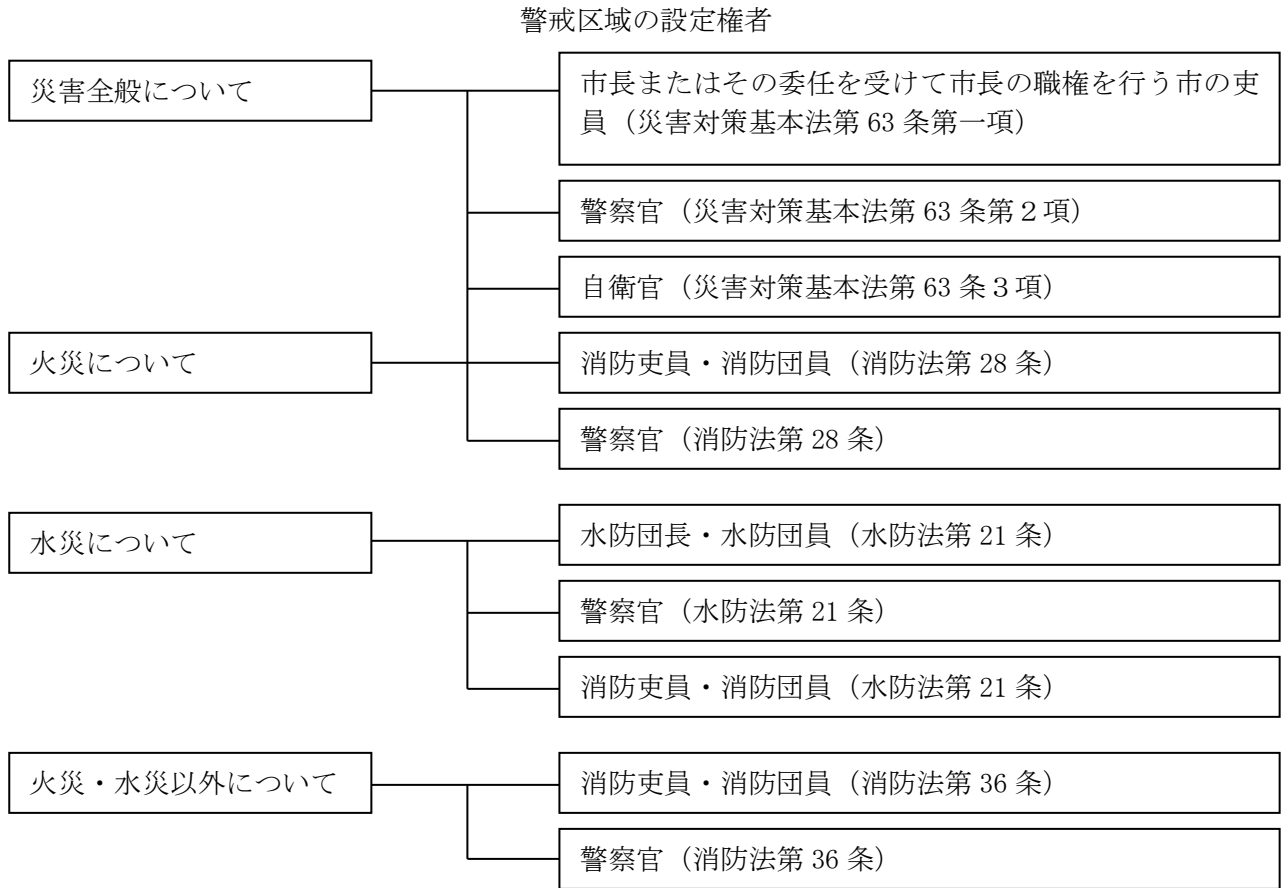 警戒区域の設定権者
災害全般について
市長またはその委任を受けて市長の職権を行う市の吏
員（災害対策基本法第 63 条第一項）
警察官（災害対策基本法第 63 条第２項）
自衛官（災害対策基本法第 63 条３項）
火災について
消防吏員・消防団員（消防法第 28 条）
警察官（消防法第 28 条）
水災について
水防団長・水防団員（水防法第 21 条）
警察官（水防法第 21 条）
消防吏員・消防団員（水防法第 21 条）
火災・水災以外について
消防吏員・消防団員（消防法第 36 条）
警察官（消防法第 36 条）